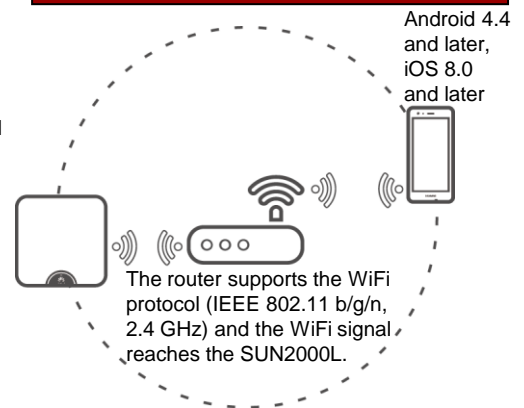 Android 4.4
and later,
iOS 8.0
and later
The router supports the WiFi
protocol (IEEE 802.11 b/g/n,
2.4 GHz) and the WiFi signal
reaches the SUN2000L.